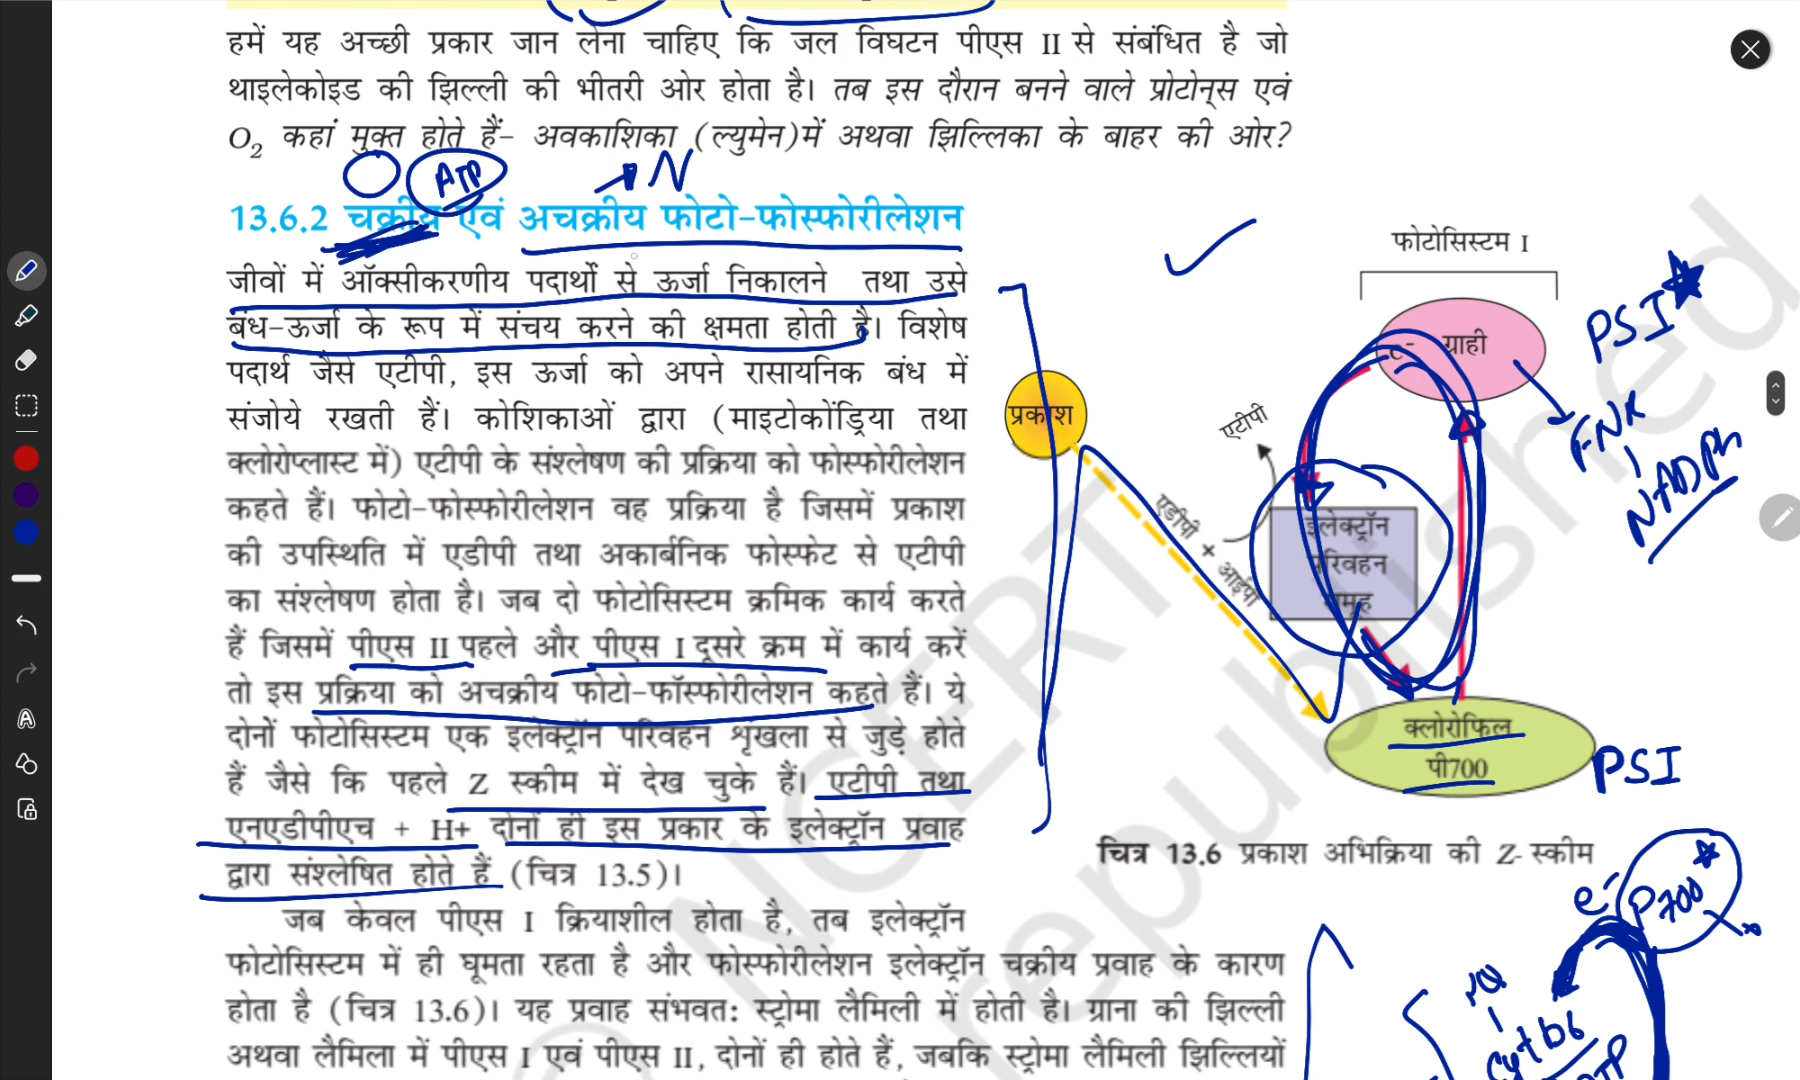 हमें यह अच्छी प्रकार जान लेना चाहिए कि जल विघटन पीएस II से संबंधित है जो
थाइलेकोइड की झिल्ली की भीतरी ओर होता है। तब इस दौरान बनने वाले प्रोटोन्स एवं
O2 कहां मुक्त होते हैं- अवकाशिका (ल्युमेन)में अथवा झिल्लिका के बाहर की ओर?
ATP
N
13.6.2 चक्रीय एवं अचक्रीय फोटो-फोस्फोरीलेशन
जीवों में ऑक्सीकरणीय पदार्थों से ऊर्जा निकालने तथा उसे
बंध-ऊर्जा के रूप में संचय करने की क्षमता होती है। विशेष
पदार्थ जैसे एटीपी, इस ऊर्जा को अपने रासायनिक बंध में
संजोये रखती हैं। कोशिकाओं द्वारा (माइटोकोंड्रिया तथा
क्लोरोप्लास्ट में) एटीपी के संश्लेषण की प्रक्रिया को फोस्फोरीलेशन
कहते हैं। फोटो-फोस्फोरीलेशन वह प्रक्रिया है जिसमें प्रकाश
की उपस्थिति में एडीपी तथा अकार्बनिक फोस्फेट से एटीपी
का संश्लेषण होता है। जब दो फोटोसिस्टम क्रमिक कार्य करते
हैं जिसमें पीएस II पहले और पीएस I दूसरे क्रम में कार्य करें
तो इस प्रक्रिया को अचक्रीय फोटो-फॉस्फोरीलेशन कहते हैं। ये
दोनों फोटोसिस्टम एक इलेक्ट्रॉन परिवहन शृंखला से जुड़े होते
हैं जैसे कि पहले Z स्कीम में देख चुके हैं। एटीपी तथा
एनएडीपीएच + H+ दोनों ही इस प्रकार के इलेक्ट्रॉन प्रवाह
द्वारा संश्लेषित होते हैं (चित्र 13.5)।
जब केवल पीएस I क्रियाशील होता है, तब इलेक्ट्रॉन
फोटोसिस्टम में ही घूमता रहता है और फोस्फोरीलेशन इलेक्ट्रॉन चक्रीय प्रवाह के कारण
होता है (चित्र 13.6)। यह प्रवाह संभवत: स्ट्रोमा लैमिली में होती है। ग्राना की झिल्ली
अथवा लैमिला में पीएस I एवं पीएस II, दोनों ही होते हैं, जबकि स्ट्रोमा लैमिली झिल्लियों
फोटोसिस्टम I
PSI
e- ग्राही
FNR
NADPH
प्रकाश
एटीपी
एडीपी + आईपी
इलेक्ट्रॉन
परिवहन
समूह
क्लोरोफिल
पी700
PSI
चित्र 13.6 प्रकाश अभिक्रिया की Z- स्कीम
e- P700
Cyt b6
NCERT
republished